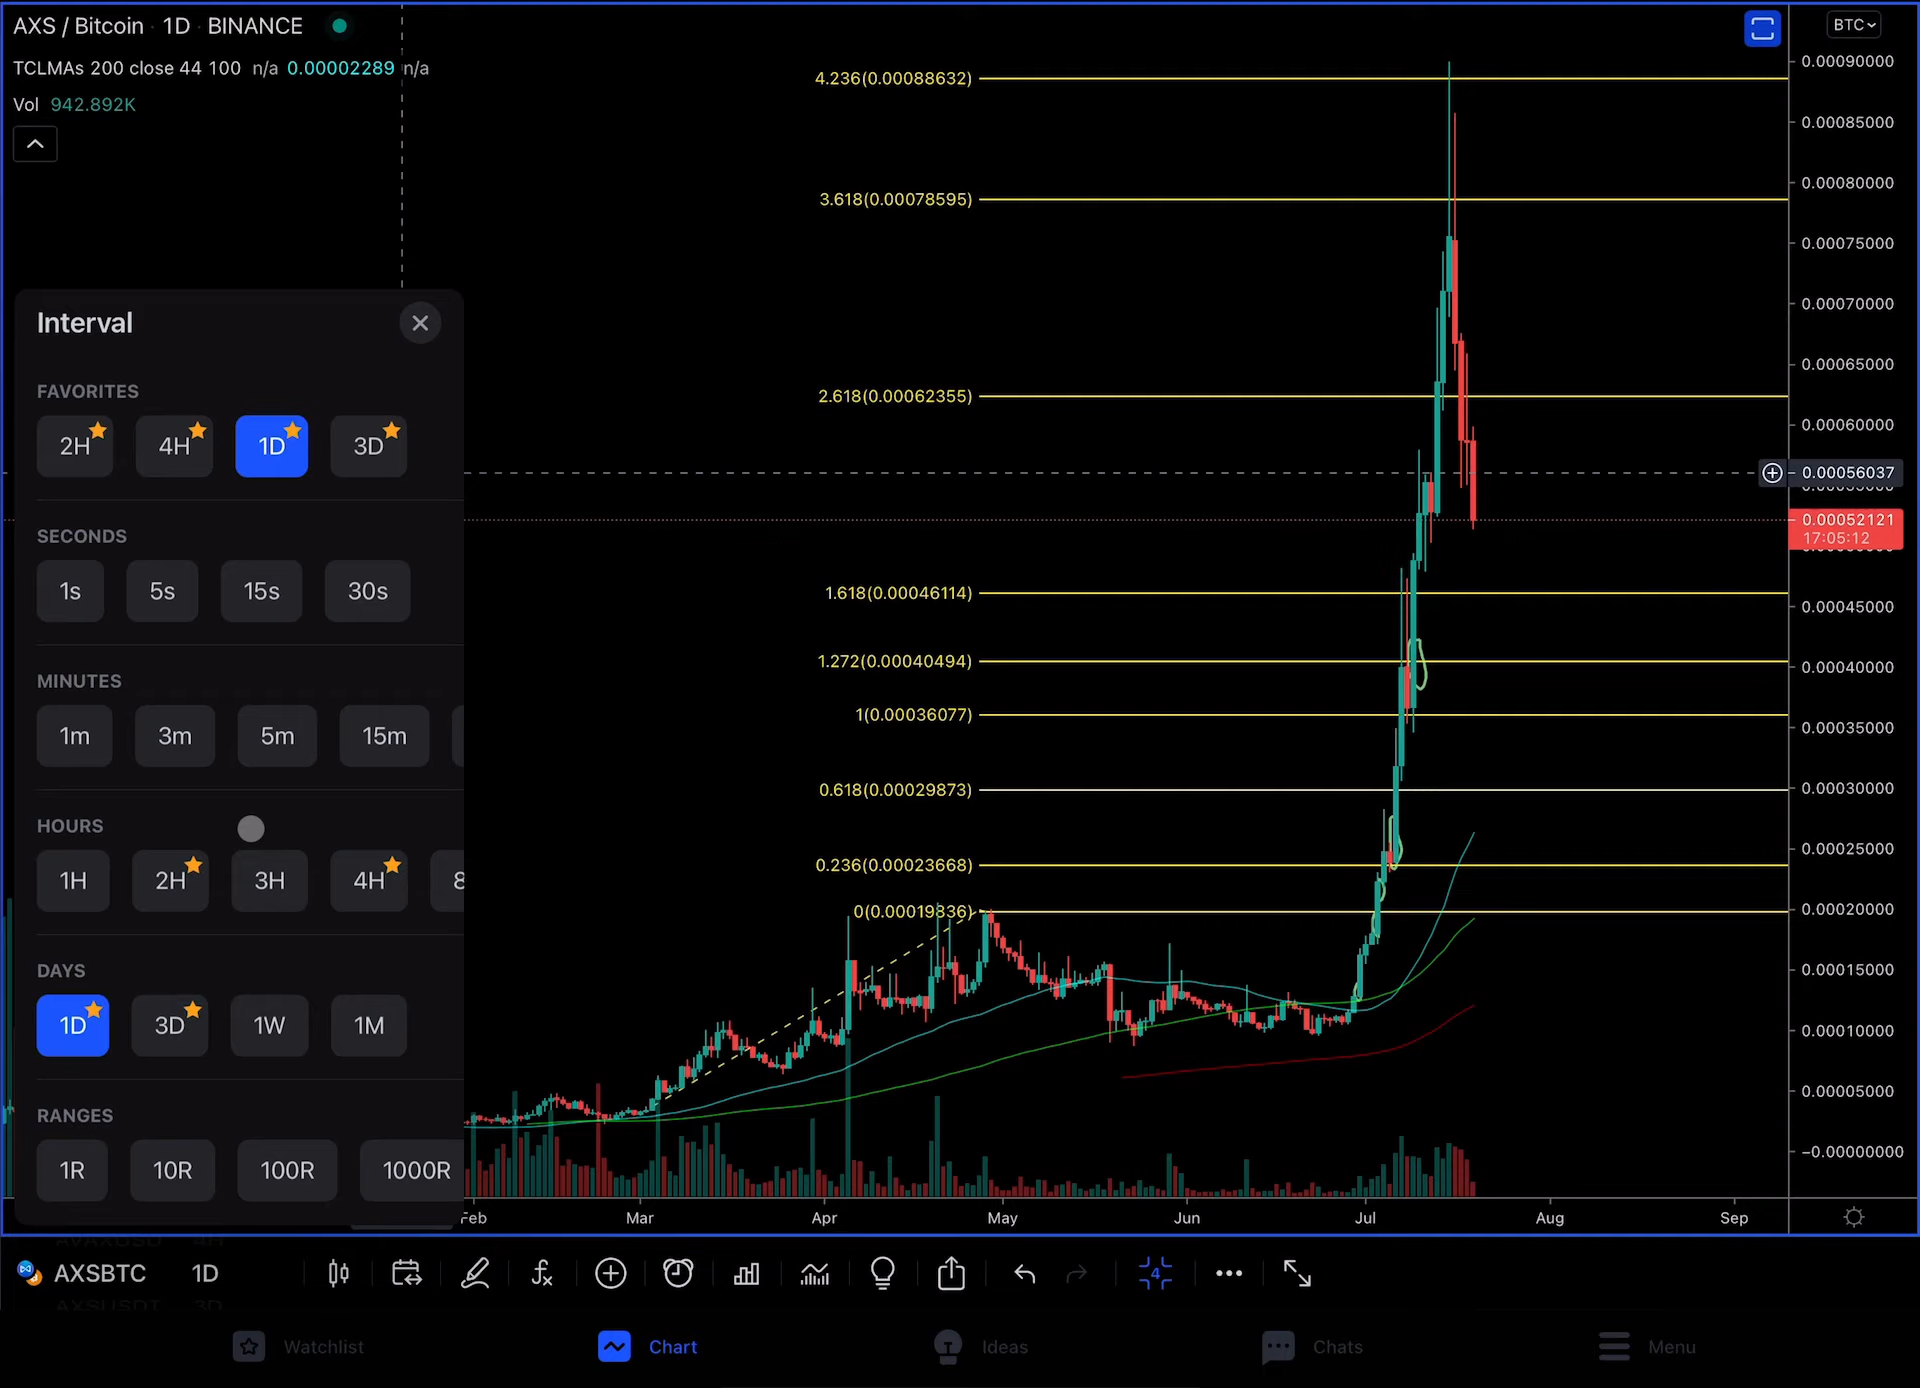 AXS / Bitcoin · 1D · BINANCE
BTC
TCLMAs 200 close 44 100 n/a 0.00002289 n/a
Vol 942.892K
4.236(0.00088632)
3.618(0.00078595)
2.618(0.00062355)
1.618(0.00046114)
1.272(0.00040494)
1(0.00036077)
0.618(0.00029873)
0.236(0.00023668)
0(0.00019836)
0.00090000
0.00085000
0.00080000
0.00075000
0.00070000
0.00065000
0.00060000
0.00056037
0.00052121
17:05:12
0.00045000
0.00040000
0.00035000
0.00030000
0.00025000
0.00020000
0.00015000
0.00010000
0.00005000
−0.00000000
Interval
FAVORITES
2H 4H 1D 3D
SECONDS
1s 5s 15s 30s
MINUTES
1m 3m 5m 15m
HOURS
1H 2H 3H 4H 8
DAYS
1D 3D 1W 1M
RANGES
1R 10R 100R 1000R
Feb Mar Apr May Jun Jul Aug Sep
AVAXUSD 4H
AXSBTC 1D
4
AXSUSDT 3D
Watchlist Chart Ideas Chats Menu